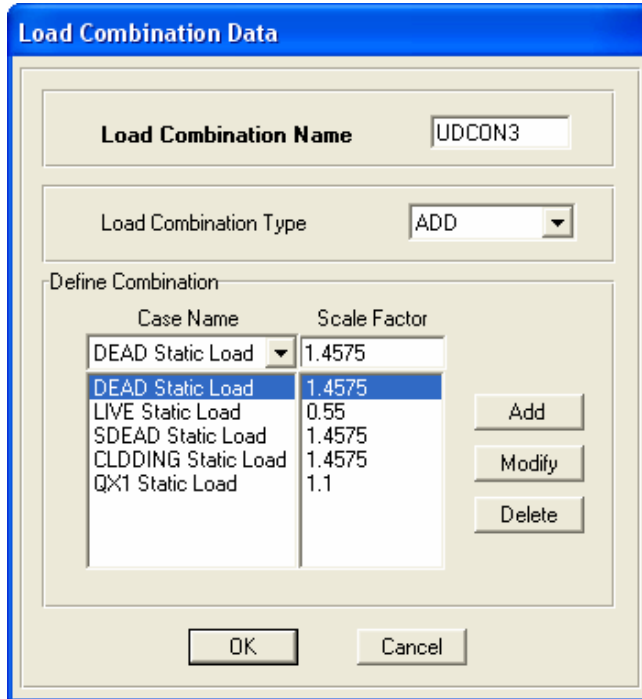 Load Combination Data
Load Combination Name UDCON3
Load Combination Type ADD
Define Combination
Case Name Scale Factor
DEAD Static Load 1.4575
DEAD Static Load 1.4575
LIVE Static Load 0.55
SDEAD Static Load 1.4575
CLDDING Static Load 1.4575
QX1 Static Load 1.1
Add
Modify
Delete
OK Cancel